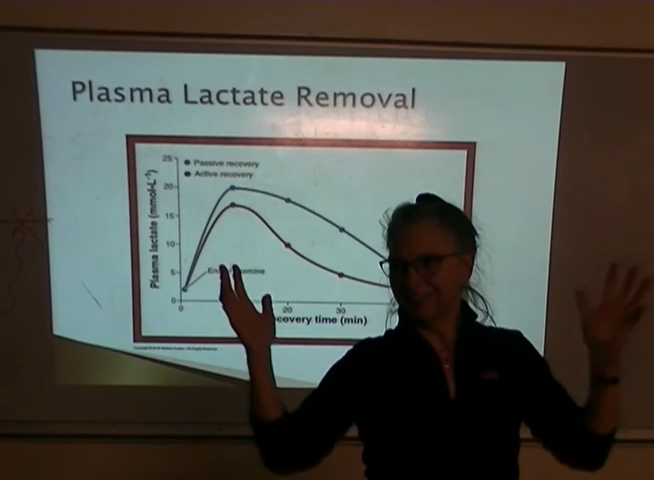 Plasma Lactate Removal
25
Passive recovery
Active recovery
20
15
10
5
0
0
20
30
Plasma lactate (mmol·L⁻¹)
ecovery time (min)